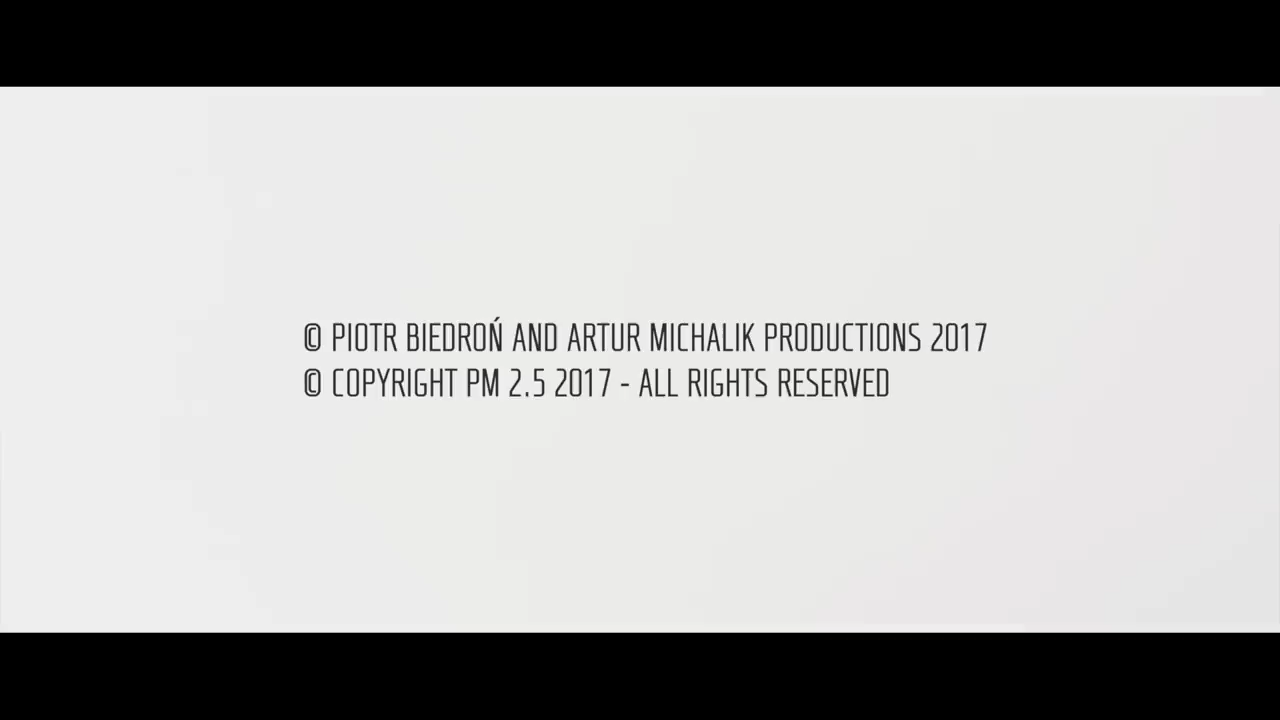 © PIOTR BIEDROŃ AND ARTUR MICHALIK PRODUCTIONS 2017
© COPYRIGHT PM 2.5 2017 - ALL RIGHTS RESERVED